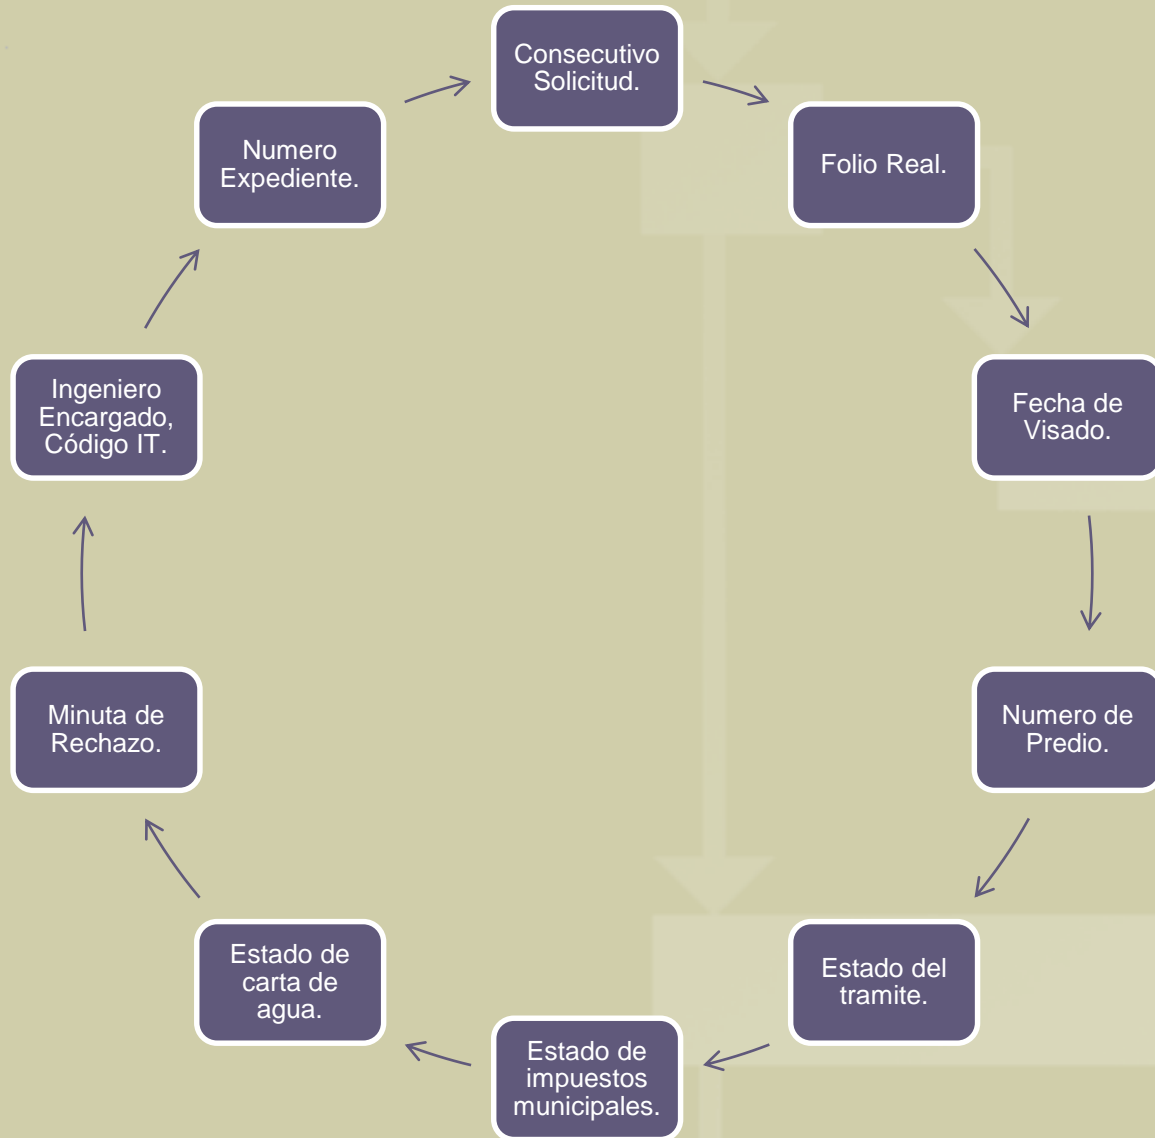 Consecutivo
Solicitud.
Folio Real.
Fecha de
Visado.
Numero de
Predio.
Estado del
tramite.
Estado de
impuestos
municipales.
Estado de
carta de
agua.
Minuta de
Rechazo.
Ingeniero
Encargado,
Código IT.
Numero
Expediente.